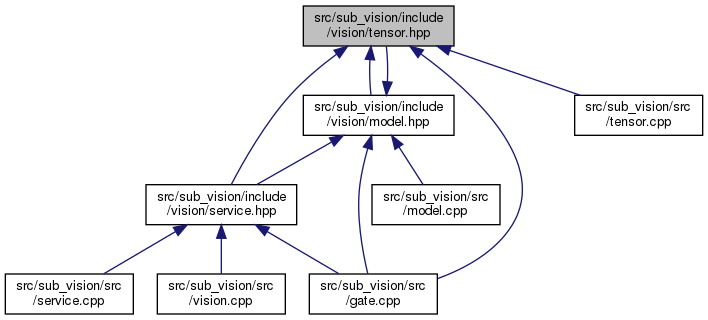 src/sub_vision/include
/vision/tensor.hpp
src/sub_vision/include
/vision/model.hpp
src/sub_vision/src
/tensor.cpp
src/sub_vision/include
/vision/service.hpp
src/sub_vision/src
/model.cpp
src/sub_vision/src
/service.cpp
src/sub_vision/src
/vision.cpp
src/sub_vision/src
/gate.cpp